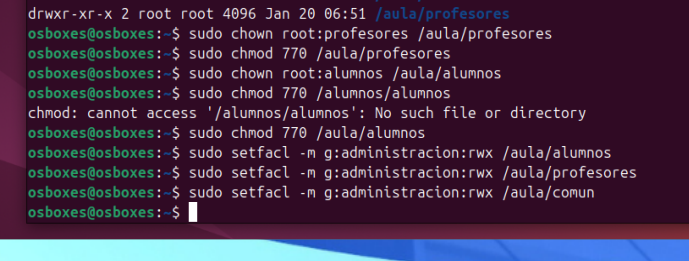 drwxr-xr-x 2 root root 4096 Jan 20 06:51 /aula/profesores
osboxes@osboxes:~$ sudo chown root:profesores /aula/profesores
osboxes@osboxes:~$ sudo chmod 770 /aula/profesores
osboxes@osboxes:~$ sudo chown root:alumnos /aula/alumnos
osboxes@osboxes:~$ sudo chmod 770 /alumnos/alumnos
chmod: cannot access '/alumnos/alumnos': No such file or directory
osboxes@osboxes:~$ sudo chmod 770 /aula/alumnos
osboxes@osboxes:~$ sudo setfacl -m g:administracion:rwx /aula/alumnos
osboxes@osboxes:~$ sudo setfacl -m g:administracion:rwx /aula/profesores
osboxes@osboxes:~$ sudo setfacl -m g:administracion:rwx /aula/comun
osboxes@osboxes:~$